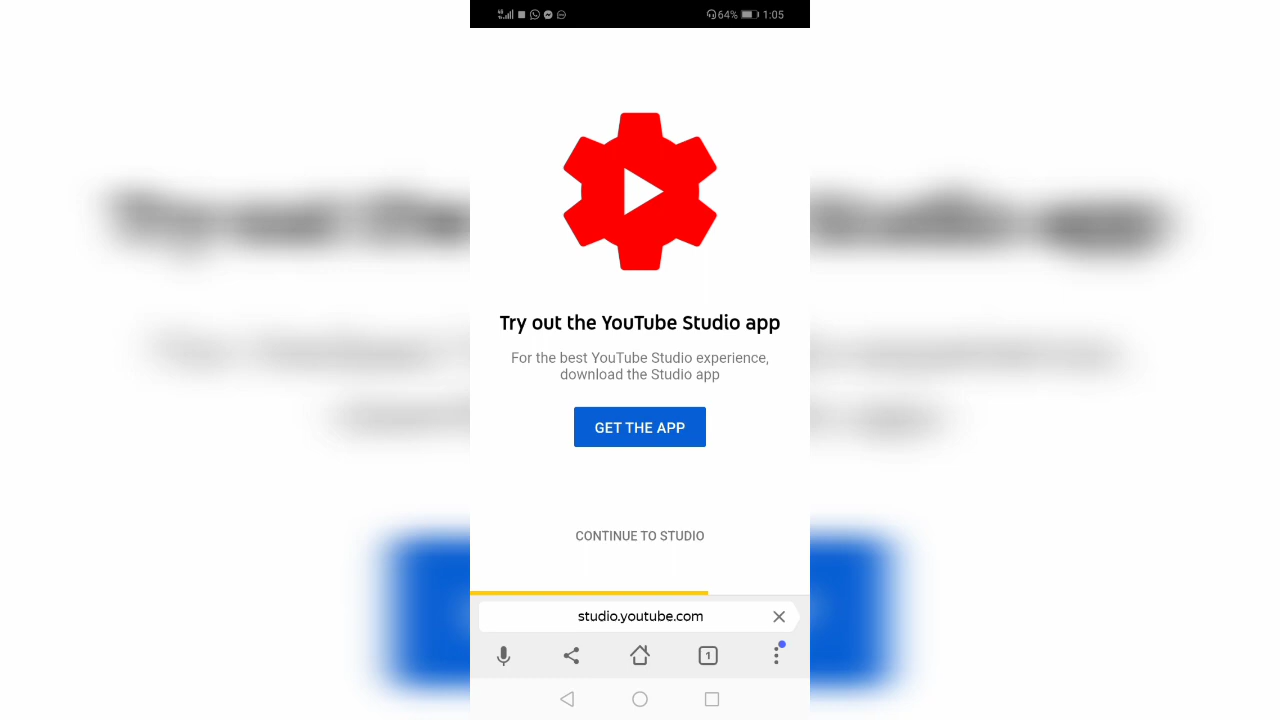 64% 1:05
Try out the YouTube Studio app
For the best YouTube Studio experience,
download the Studio app
GET THE APP
CONTINUE TO STUDIO
studio.youtube.com
1